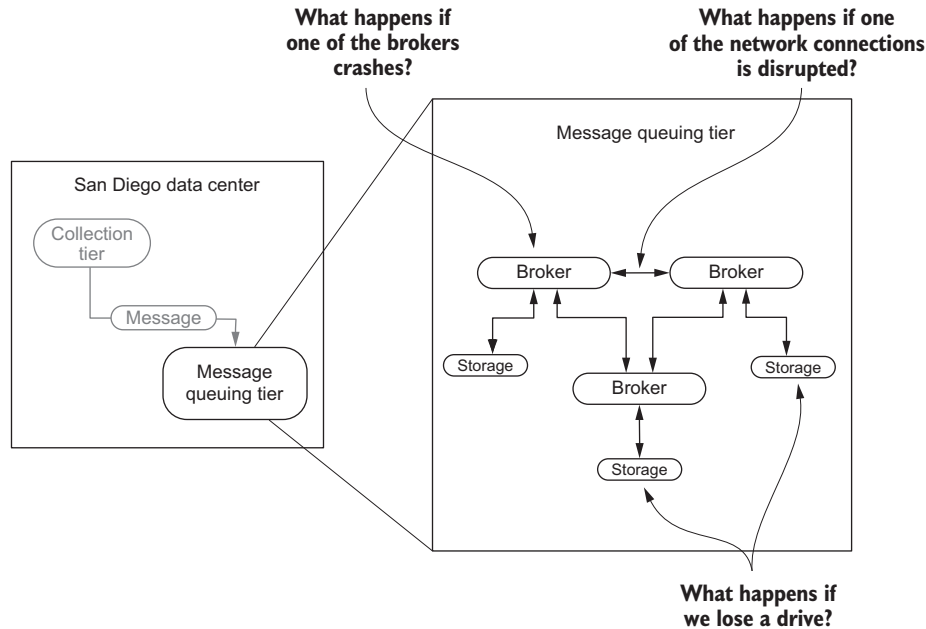 What happens if
one of the brokers
crashes?
What happens if one
of the network connections
is disrupted?
Message queuing tier
San Diego data center
Collection
tier
Message
Message
queuing tier
Broker
Broker
Storage
Storage
Broker
Storage
What happens if
we lose a drive?